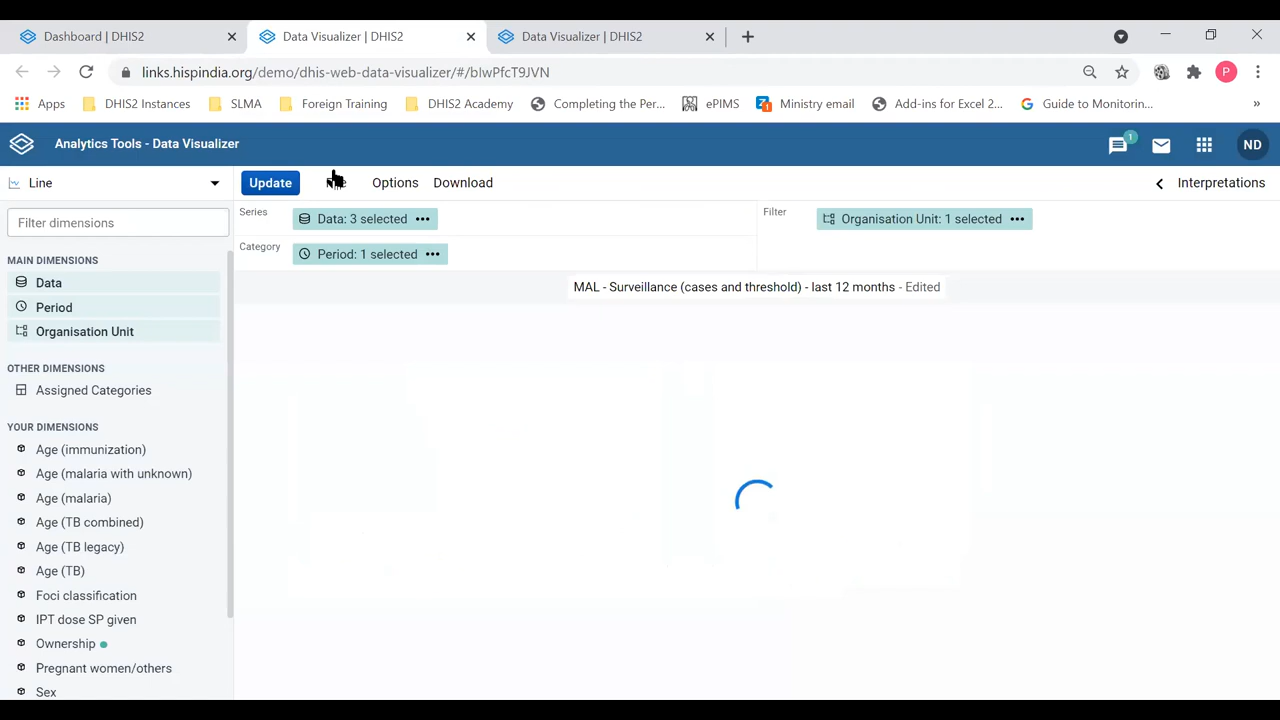 Dashboard | DHIS2
Data Visualizer | DHIS2
Data Visualizer | DHIS2
links.hispindia.org/demo/dhis-web-data-visualizer/#/bIwPfcT9JVN
P
Apps
DHIS2 Instances
SLMA
Foreign Training
DHIS2 Academy
Completing the Per...
ePIMS
Ministry email
Add-ins for Excel 2...
Guide to Monitorin...
»
Analytics Tools - Data Visualizer
1
ND
Line
Update
Options
Download
Interpretations
Filter dimensions
Series
Data: 3 selected •••
Filter
Organisation Unit: 1 selected •••
Category
Period: 1 selected •••
MAL - Surveillance (cases and threshold) - last 12 months - Edited
MAIN DIMENSIONS
Data
Period
Organisation Unit
OTHER DIMENSIONS
Assigned Categories
YOUR DIMENSIONS
Age (immunization)
Age (malaria with unknown)
Age (malaria)
Age (TB combined)
Age (TB legacy)
Age (TB)
Foci classification
IPT dose SP given
Ownership
Pregnant women/others
Sex